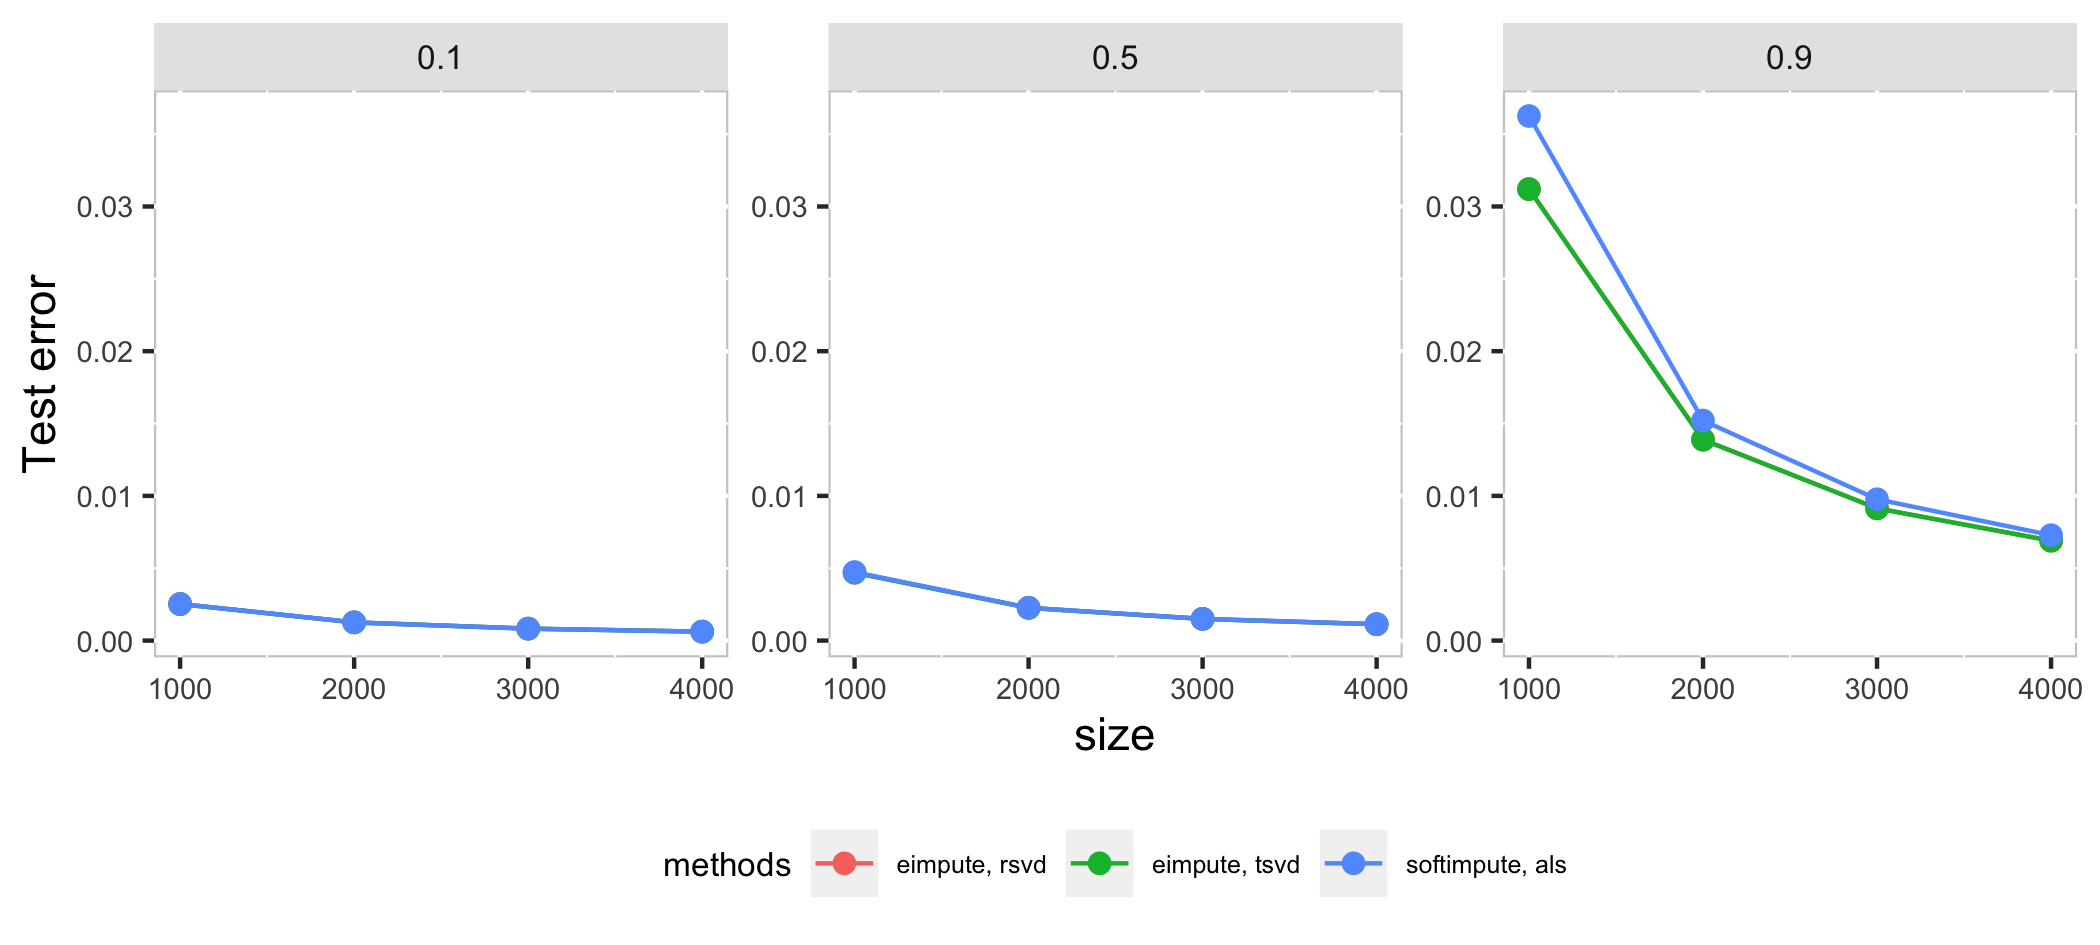 0.1 0.5 0.9
Test error
0.03 0.03 0.03
0.02 0.02 0.02
0.01 0.01 0.01
0.00 0.00 0.00
1000 2000 3000 4000 1000 2000 3000 4000 1000 2000 3000 4000
size
methods eimpute, rsvd eimpute, tsvd softimpute, als